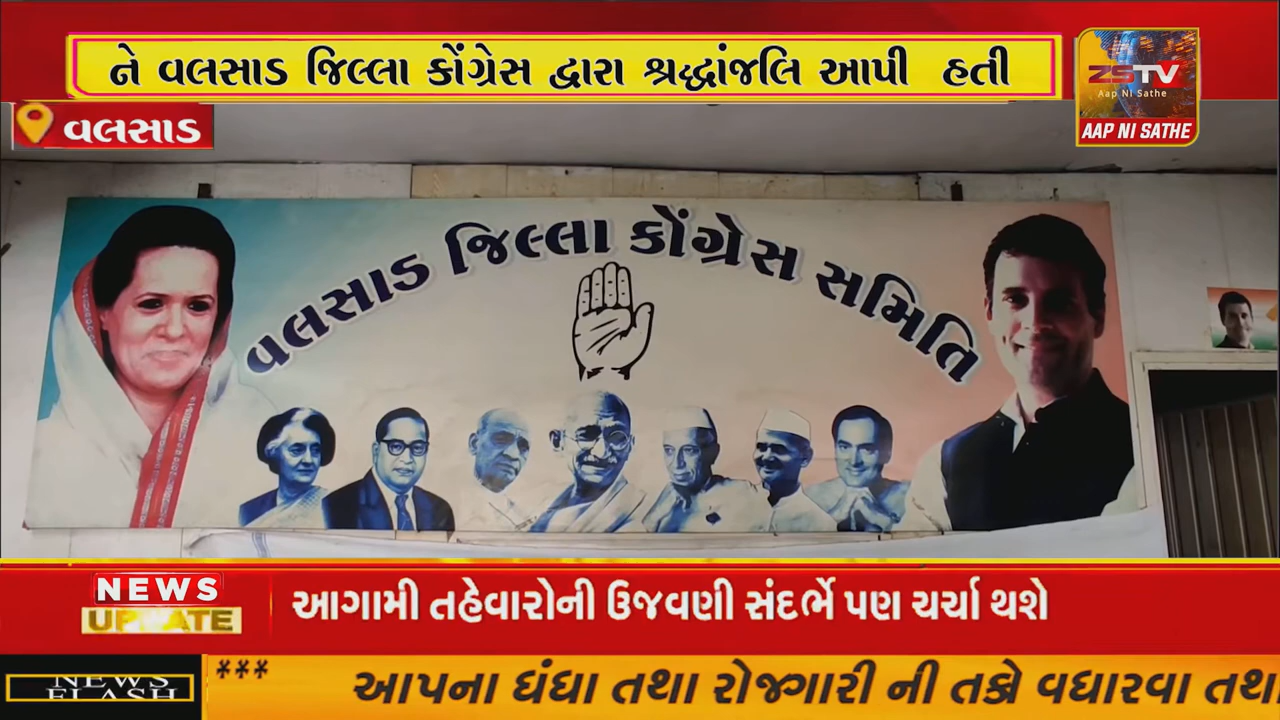 ને વલસાડ જિલ્લા કોંગ્રેસ દ્વારા શ્રદ્ધાંજલિ આપી હતી
ZSTV
Aap Ni Sathe
AAP NI SATHE
વલસાડ
વલસાડ જિલ્લા કોંગ્રેસ સમિતિ
NEWS
UPDATE
આગામી તહેવારોની ઉજવણી સંદર્ભે પણ ચર્ચા થશે
NEWS
FLASH
*** આપના ધંધા તથા રોજગારી ની તકો વધારવા તથા